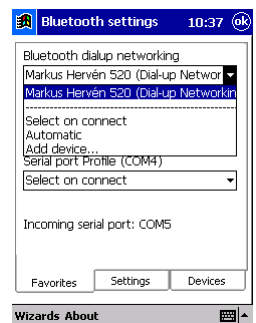 Bluetooth settings 10:37 ok
Bluetooth dialup networking
Markus Hervén 520 (Dial-up Networ
Markus Hervén 520 (Dial-up Networkin
--------------------------------------------
Select on connect
Automatic
Add device...
Serial port Profile (COM4)
Select on connect
Incoming serial port: COM5
Favorites Settings Devices
Wizards About